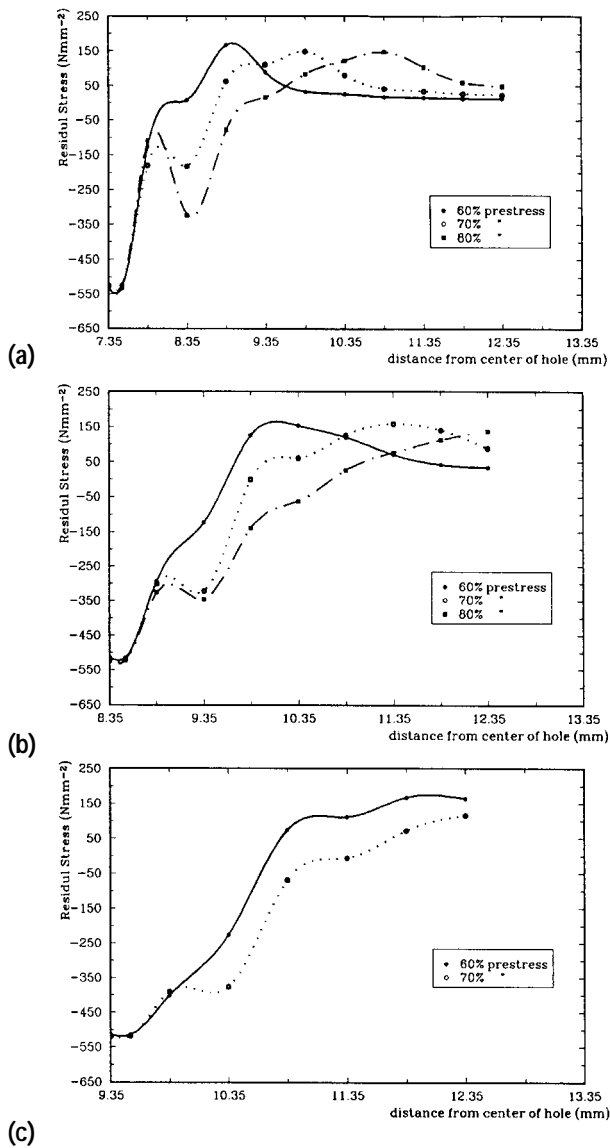 250
150
50
-50
-150
-250
-350
-450
-550
-650
Residul Stress (Nmm-2)
60% prestress
70% "
80% "
7.35 8.35 9.35 10.35 11.35 12.35 13.35
distance from center of hole (mm)
(a)
250
150
50
-50
-150
-250
-350
-450
-550
-650
Residul Stress (Nmm-2)
60% prestress
70% "
80% "
8.35 9.35 10.35 11.35 12.35 13.35
distance from center of hole (mm)
(b)
250
150
50
-50
-150
-250
-350
-450
-550
-650
Residul Stress (Nmm-2)
60% prestress
70% "
9.35 10.35 11.35 12.35 13.35
distance from center of hole (mm)
(c)